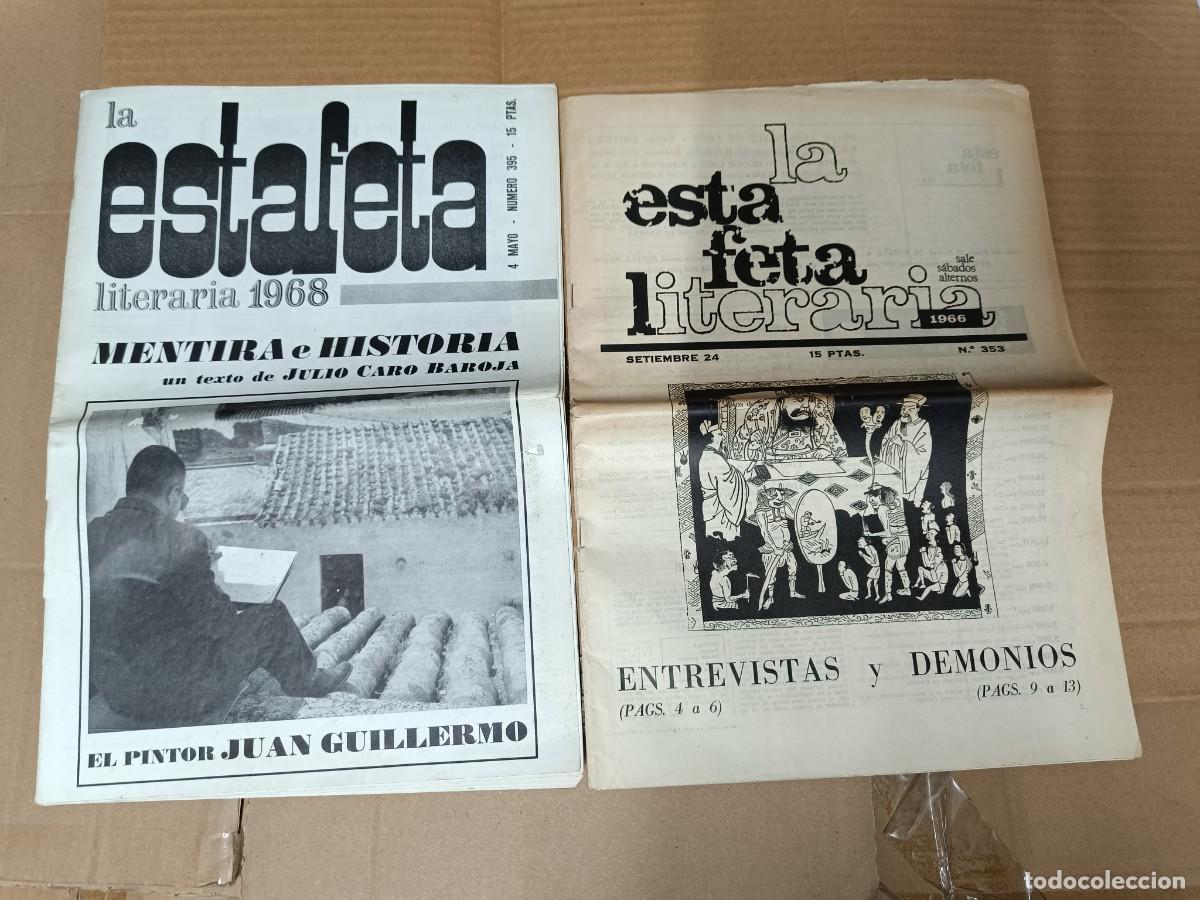 la
estafeta
literaria 1968
4 MAYO - NUMERO 395 - 15 PTAS.
MENTIRA e HISTORIA
un texto de JULIO CARO BAROJA
EL PINTOR JUAN GUILLERMO
la
esta
feta
literaria
sale
sábados
alternos
1966
SETIEMBRE 24 15 PTAS. N.º 353
ENTREVISTAS y DEMONIOS
(PAGS. 4 a 6) (PAGS. 9 a 13)
todocoleccion